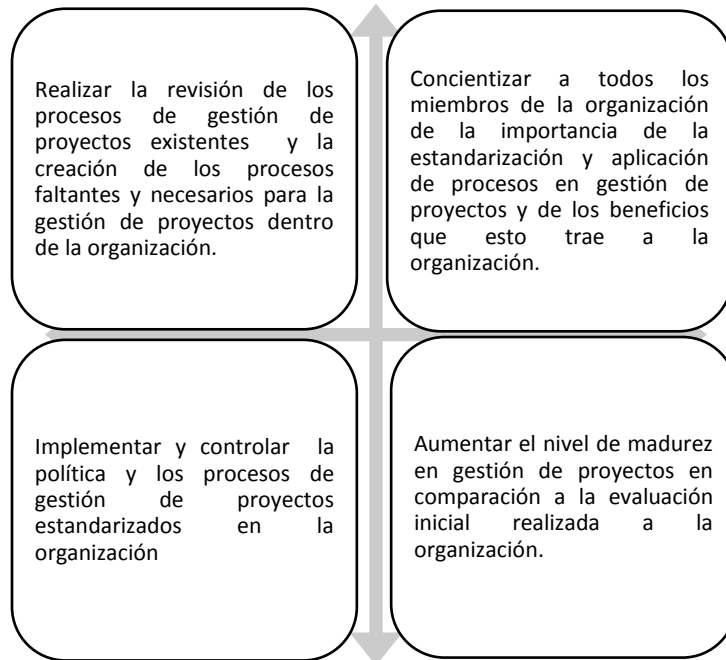 Realizar la revisión de los
procesos de gestión de
proyectos existentes y la
creación de los procesos
faltantes y necesarios para la
gestión de proyectos dentro
de la organización.
Concientizar a todos los
miembros de la organización
de la importancia de la
estandarización y aplicación
de procesos en gestión de
proyectos y de los beneficios
que esto trae a la
organización.
Implementar y controlar la
política y los procesos de
gestión de proyectos
estandarizados en la
organización
Aumentar el nivel de madurez
en gestión de proyectos en
comparación a la evaluación
inicial realizada a la
organización.